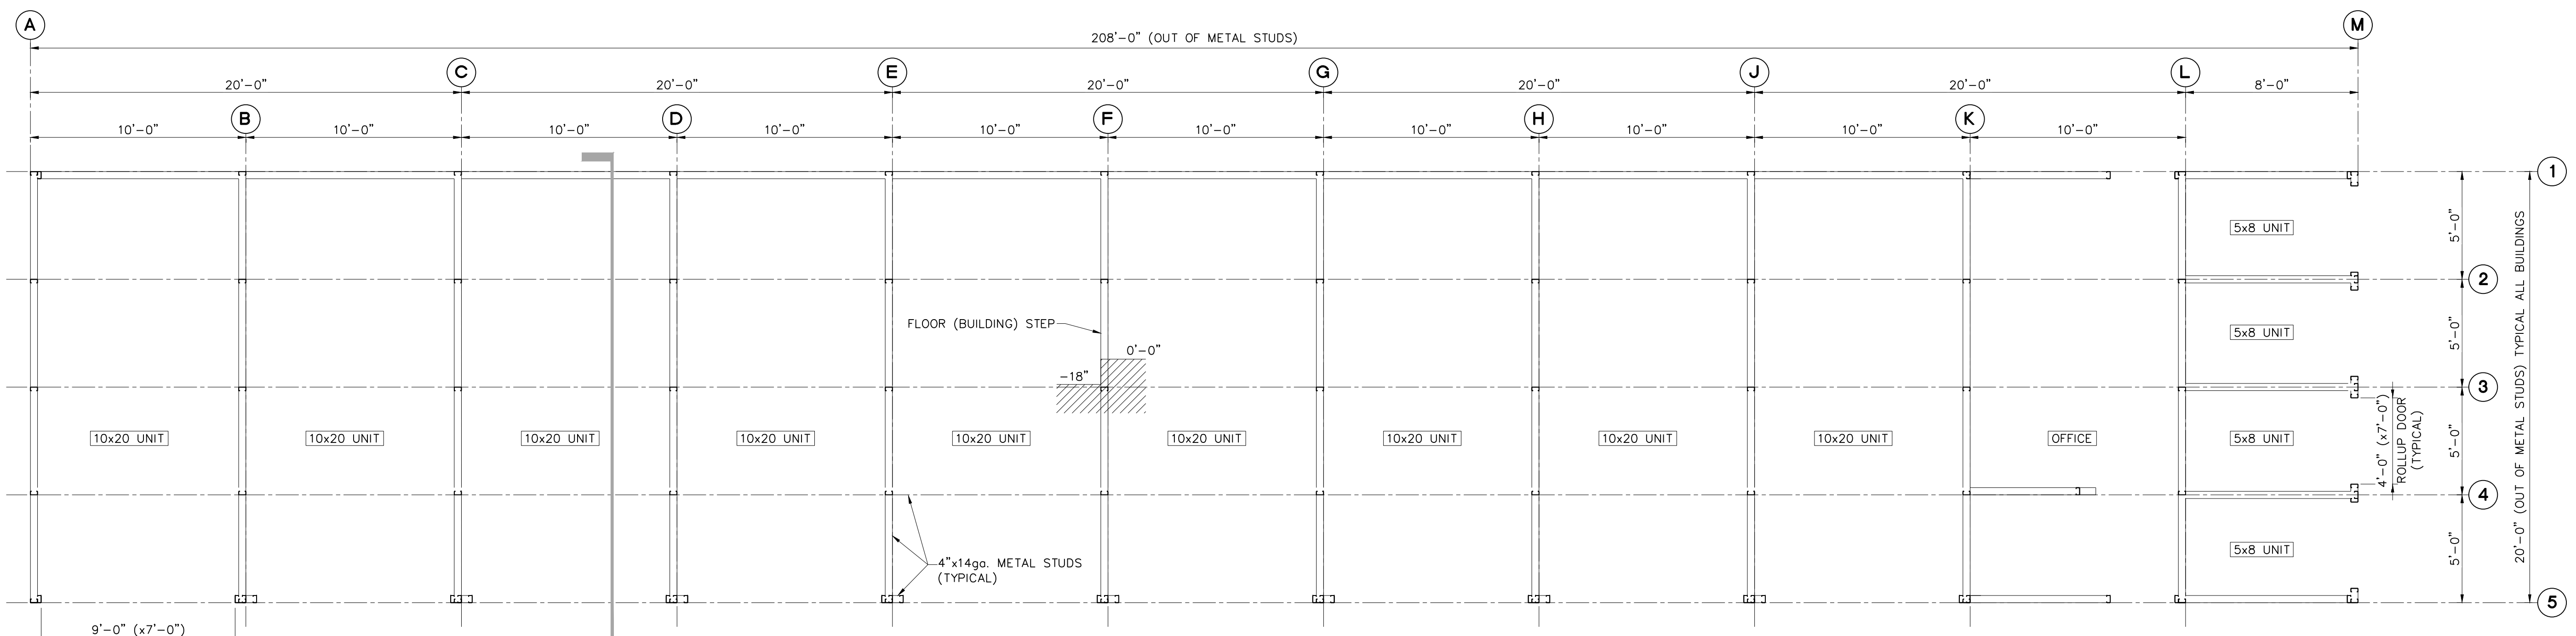 A
M
208'-0" (OUT OF METAL STUDS)
C
E
G
J
L
20'-0"
20'-0"
20'-0"
20'-0"
20'-0"
8'-0"
B
D
F
H
K
10'-0"
10'-0"
10'-0"
10'-0"
10'-0"
10'-0"
10'-0"
10'-0"
10'-0"
10'-0"
1
5x8 UNIT
5'-0"
2
FLOOR (BUILDING) STEP
0'-0"
-18"
5x8 UNIT
5'-0"
20'-0" (OUT OF METAL STUDS) TYPICAL ALL BUILDINGS
3
10x20 UNIT
10x20 UNIT
10x20 UNIT
10x20 UNIT
10x20 UNIT
10x20 UNIT
10x20 UNIT
10x20 UNIT
10x20 UNIT
OFFICE
5x8 UNIT
4'-0" (x7'-0")
ROLLUP DOOR
(TYPICAL)
5'-0"
4
4"x14ga. METAL STUDS
(TYPICAL)
5x8 UNIT
5'-0"
5
9'-0" (x7'-0")